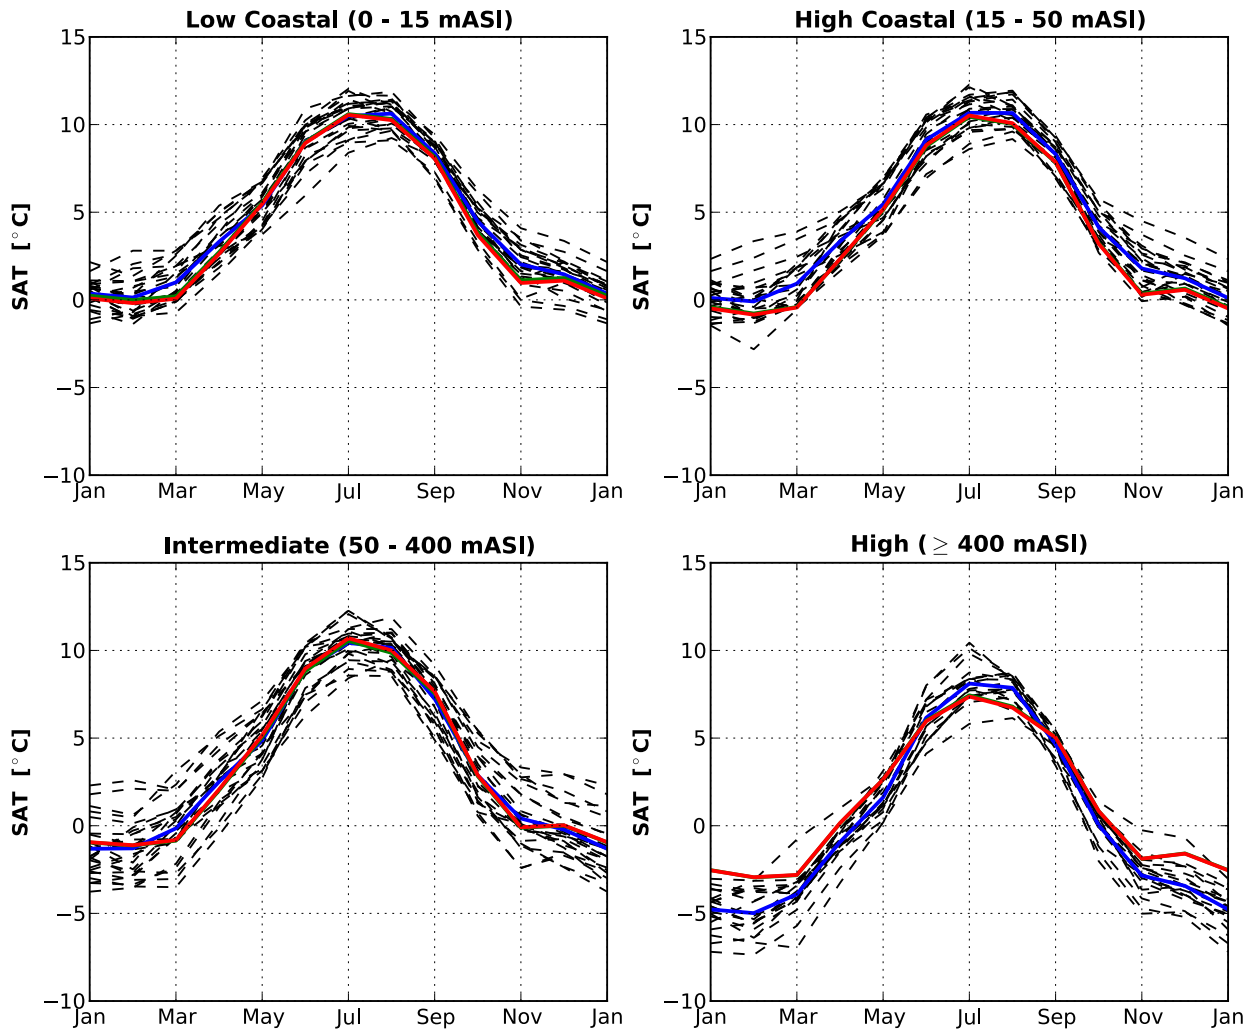 Low Coastal (0 - 15 mASl)
15
10
5
0
−5
−10
SAT [°C]
Jan Mar May Jul Sep Nov Jan
High Coastal (15 - 50 mASl)
15
10
5
0
−5
−10
SAT [°C]
Jan Mar May Jul Sep Nov Jan
Intermediate (50 - 400 mASl)
15
10
5
0
−5
−10
SAT [°C]
Jan Mar May Jul Sep Nov Jan
High (≥ 400 mASl)
15
10
5
0
−5
−10
SAT [°C]
Jan Mar May Jul Sep Nov Jan